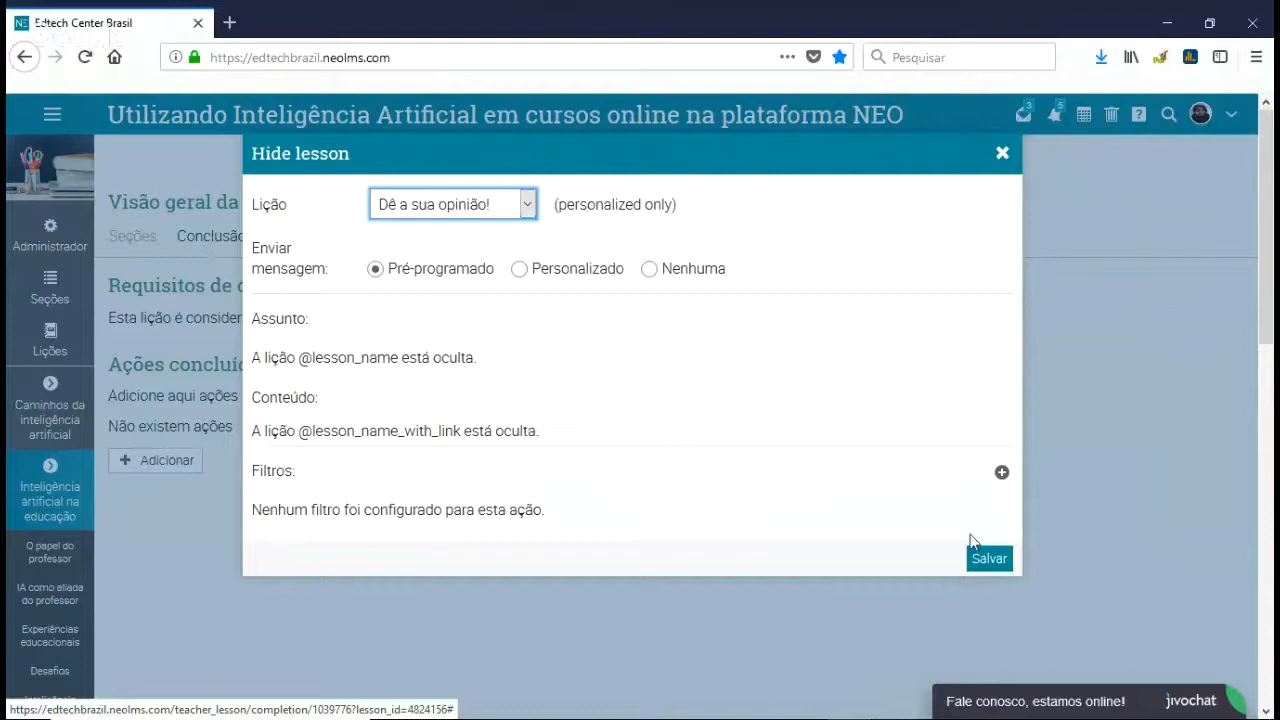 Edtech Center Brasil
https://edtechbrazil.neolms.com
Pesquisar
Utilizando Inteligência Artificial em cursos online na plataforma NEO
3
5
Hide lesson
Visão geral da
Seções
Conclusão
Lição
Dê a sua opinião!
(personalized only)
Administrador
Enviar
mensagem:
Pré-programado
Personalizado
Nenhuma
Requisitos de
Esta lição é consider
Seções
Assunto:
Lições
A lição @lesson_name está oculta.
Ações concluíd
Adicione aqui ações
Conteúdo:
Caminhos da
inteligência
artificial
Não existem ações
A lição @lesson_name_with_link está oculta.
Adicionar
Filtros:
Inteligência
artificial na
educação
Nenhum filtro foi configurado para esta ação.
O papel do
professor
Salvar
IA como aliada
do professor
Experiências
educacionais
Desafios
https://edtechbrazil.neolms.com/teacher_lesson/completion/1039776?lesson_id=4824156#
Fale conosco, estamos online!
jivochat